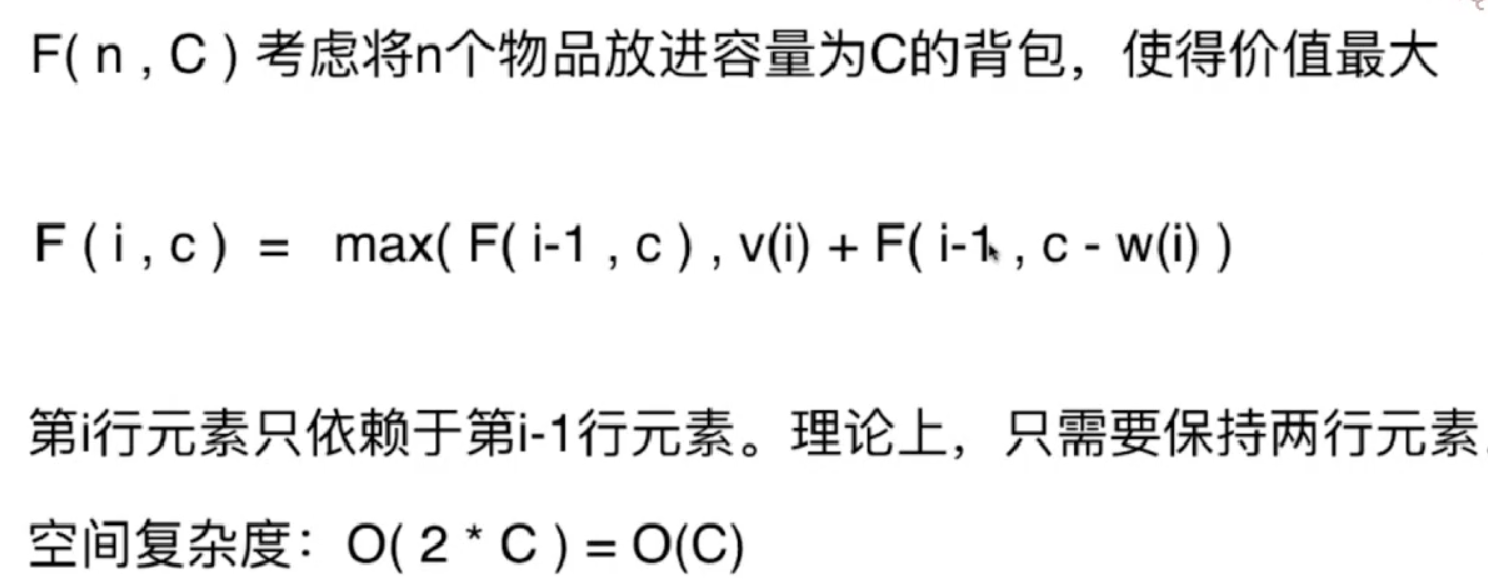 F( n , C ) 考虑将n个物品放进容量为C的背包，使得价值最大
F ( i , c ) = max( F( i-1 , c ) , v(i) + F( i-1 , c - w(i) )
第i行元素只依赖于第i-1行元素。理论上，只需要保持两行元素
空间复杂度：O( 2 * C ) = O(C)